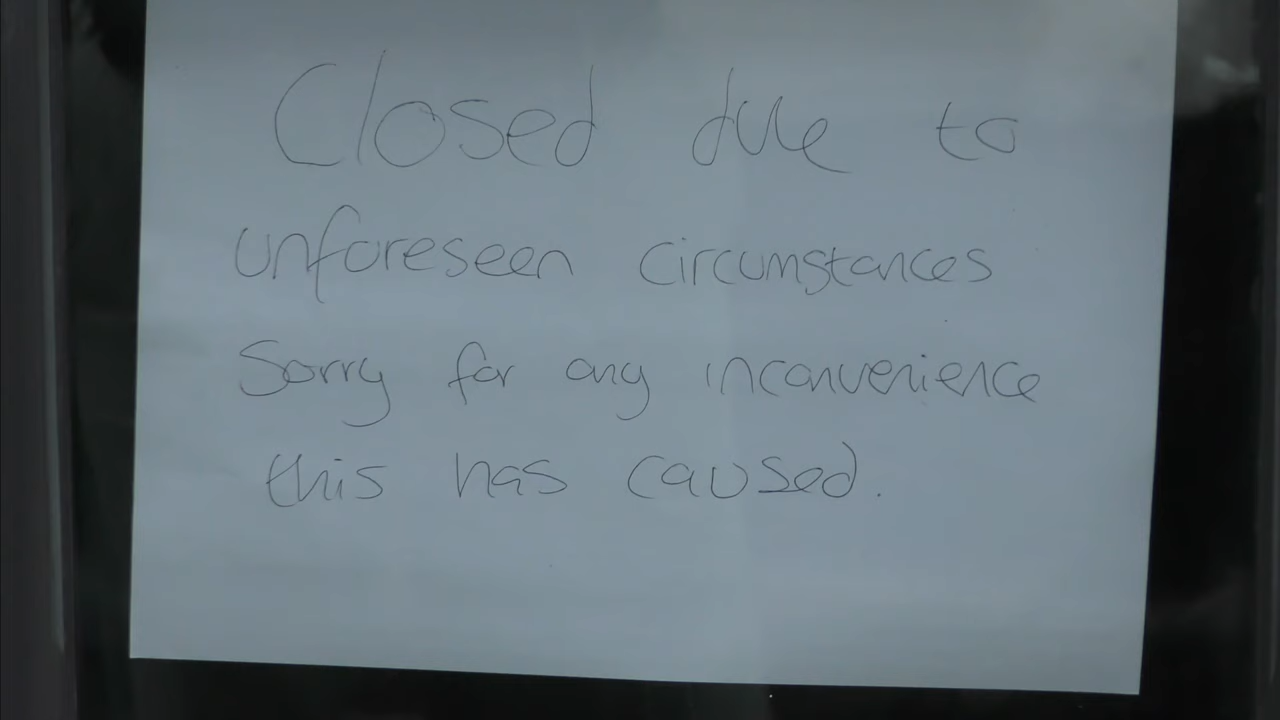 Closed due to
unforeseen circumstances
Sorry for any inconvenience
this has caused.